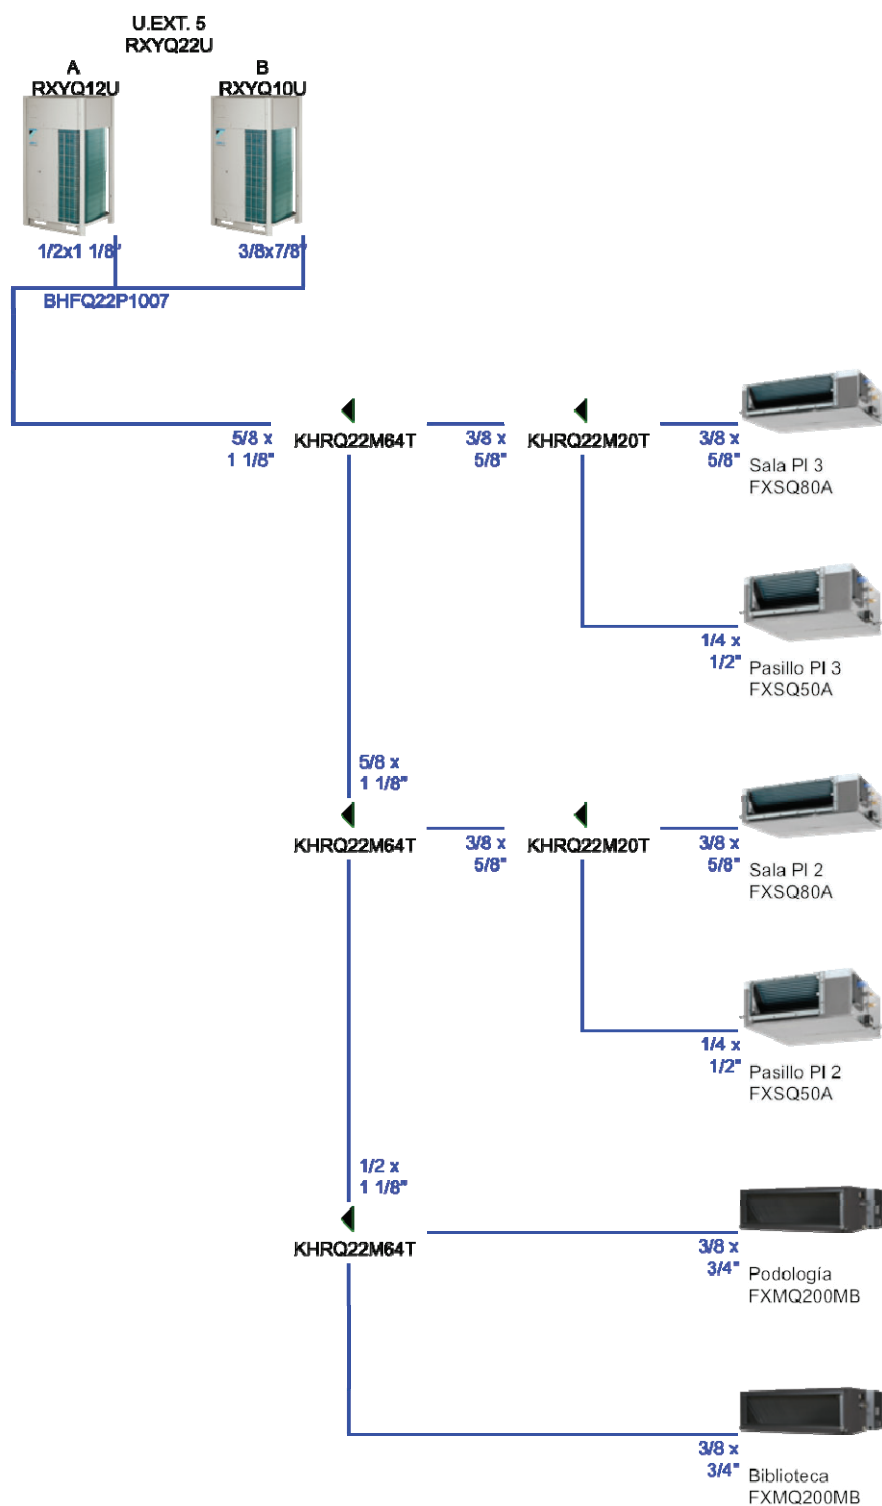 U.EXT. 5
RXYQ22U
A
RXYQ12U
B
RXYQ10U
1/2x1 1/8"
3/8x7/8"
BHFQ22P1007
5/8 x
1 1/8"
KHRQ22M64T
3/8 x
5/8"
KHRQ22M20T
3/8 x
5/8"
Sala PI 3
FXSQ80A
1/4 x
1/2"
Pasillo PI 3
FXSQ50A
5/8 x
1 1/8"
KHRQ22M64T
3/8 x
5/8"
KHRQ22M20T
3/8 x
5/8"
Sala PI 2
FXSQ80A
1/4 x
1/2"
Pasillo PI 2
FXSQ50A
1/2 x
1 1/8"
KHRQ22M64T
3/8 x
3/4"
Podología
FXMQ200MB
3/8 x
3/4"
Biblioteca
FXMQ200MB